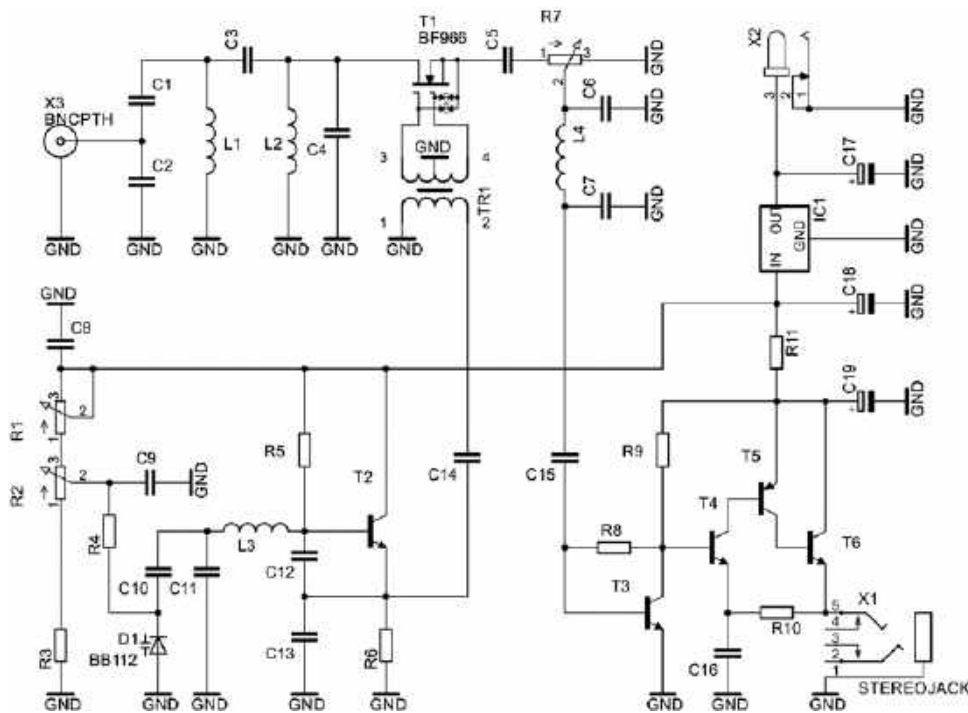 T1
BF966
R7
C3
C5
1
3
2
GND
X2
3
2
1
GND
C1
X3
BNCPTH
C2
L1
L2
C4
GND
3
4
TR1
1
2
C6
GND
L4
C7
GND
C17
GND
IC1
OUT
GND
IN
GND
GND
GND
GND
GND
GND
GND
C18
GND
GND
C8
R11
C19
GND
R1
3
2
1
R2
3
2
1
C9
GND
R4
R5
T2
C14
C15
R9
T5
T4
R8
T6
L3
C10
C11
C12
T3
D1
BB112
C13
R3
R6
C16
R10
X1
5
4
3
2
1
STEREOJACK
GND
GND
GND
GND
GND
GND
GND
GND